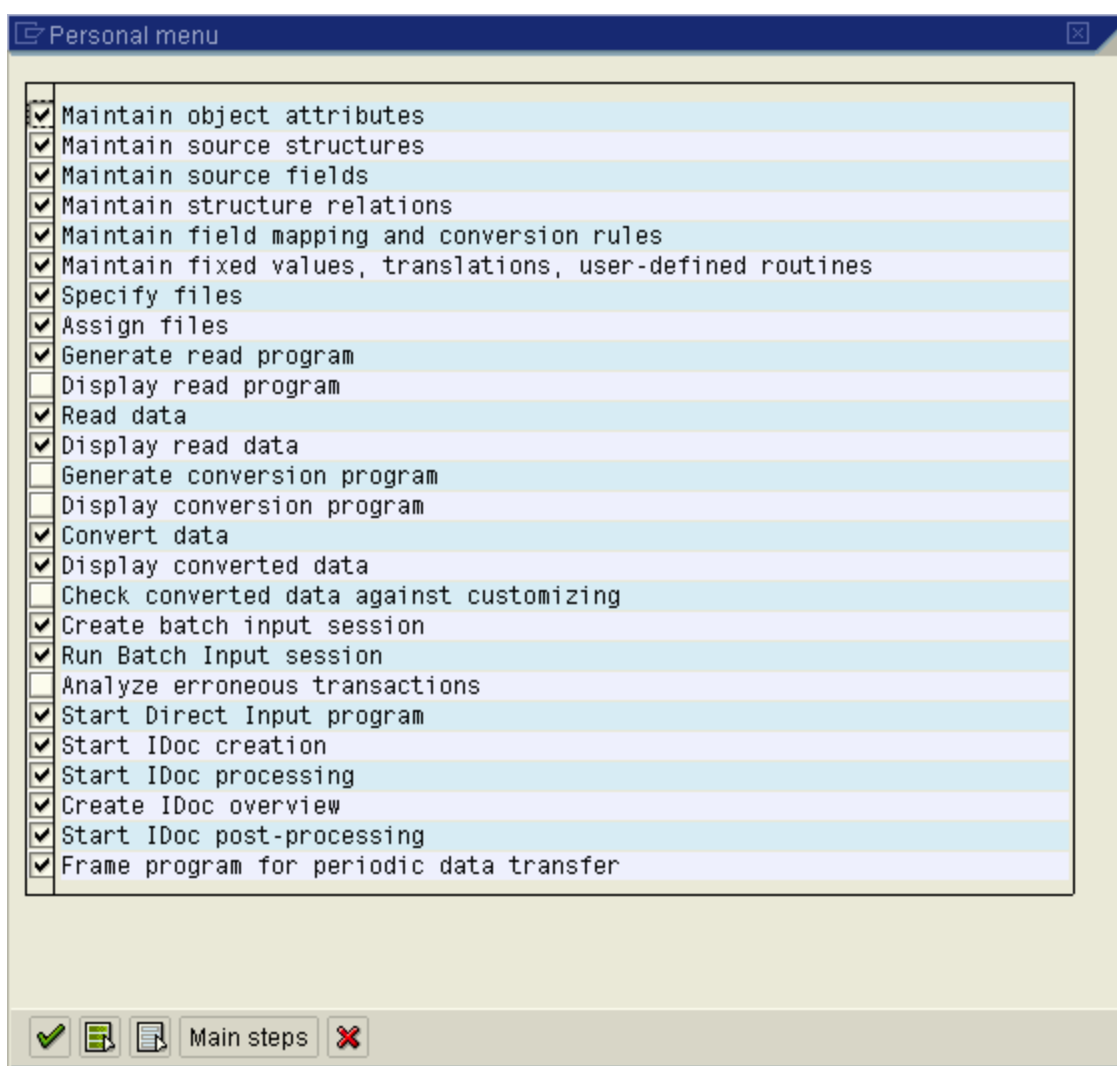 Personal menu
Maintain object attributes
Maintain source structures
Maintain source fields
Maintain structure relations
Maintain field mapping and conversion rules
Maintain fixed values, translations, user-defined routines
Specify files
Assign files
Generate read program
Display read program
Read data
Display read data
Generate conversion program
Display conversion program
Convert data
Display converted data
Check converted data against customizing
Create batch input session
Run Batch Input session
Analyze erroneous transactions
Start Direct Input program
Start IDoc creation
Start IDoc processing
Create IDoc overview
Start IDoc post-processing
Frame program for periodic data transfer
Main steps